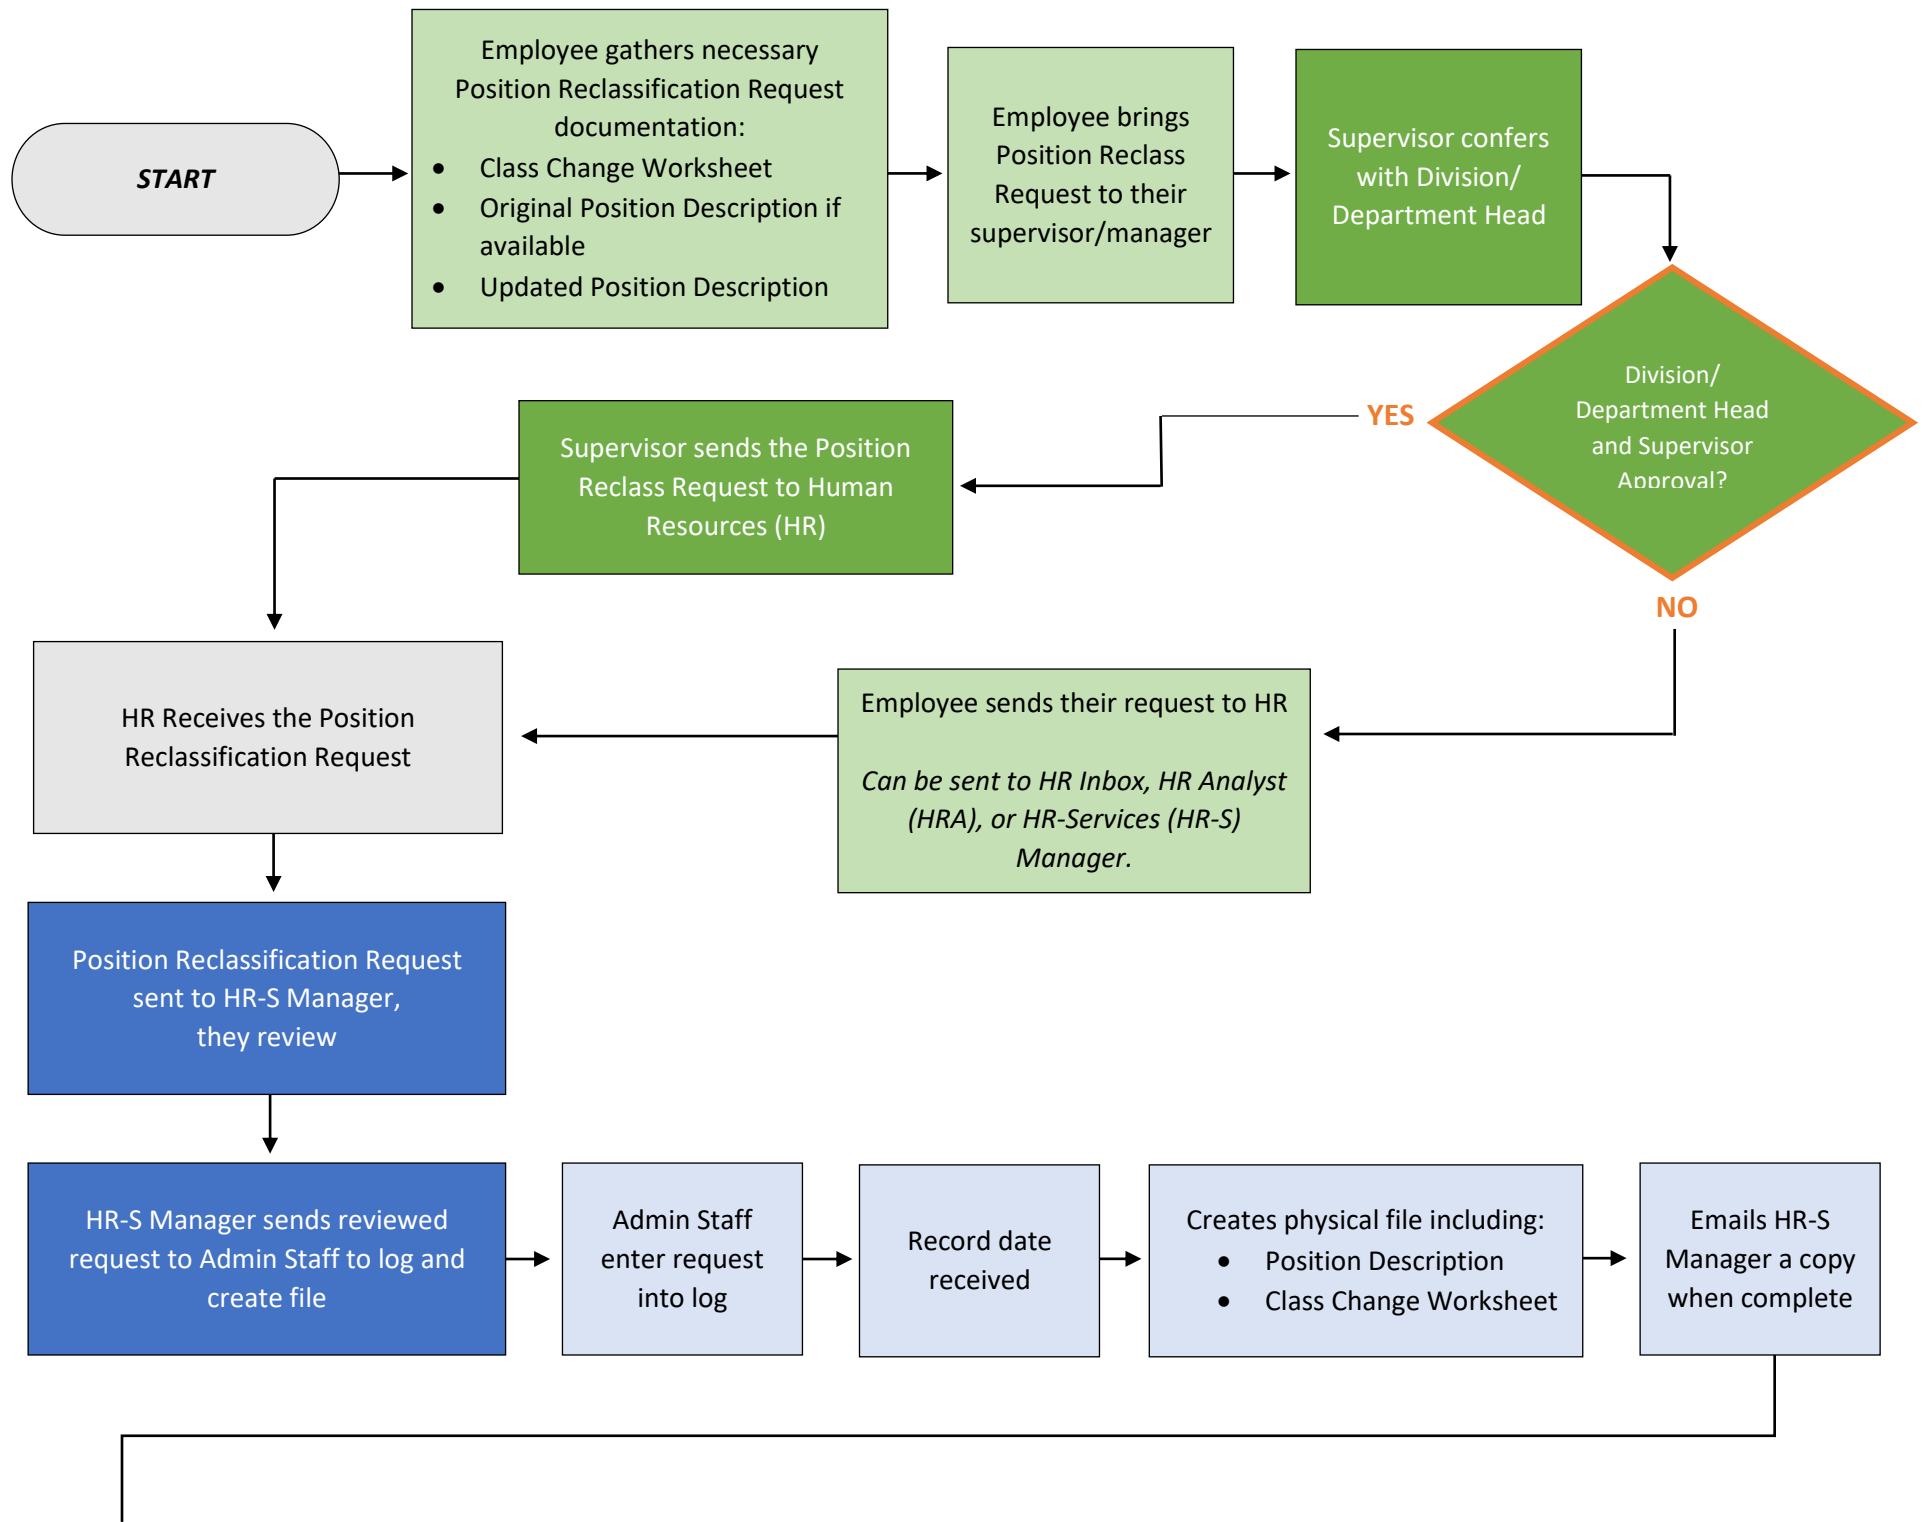 START
Employee gathers necessary
Position Reclassification Request
documentation:
• Class Change Worksheet
• Original Position Description if
available
• Updated Position Description
Employee brings
Position Reclass
Request to their
supervisor/manager
Supervisor confers
with Division/
Department Head
Division/
Department Head
and Supervisor
Approval?
YES
Supervisor sends the Position
Reclass Request to Human
Resources (HR)
NO
Employee sends their request to HR
Can be sent to HR Inbox, HR Analyst
(HRA), or HR-Services (HR-S)
Manager.
HR Receives the Position
Reclassification Request
Position Reclassification Request
sent to HR-S Manager,
they review
HR-S Manager sends reviewed
request to Admin Staff to log and
create file
Admin Staff
enter request
into log
Record date
received
Creates physical file including:
• Position Description
• Class Change Worksheet
Emails HR-S
Manager a copy
when complete